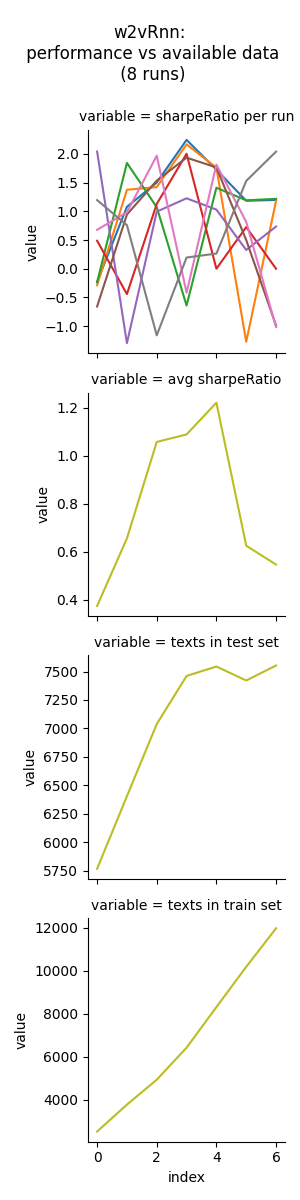 w2vRnn:
performance vs available data
(8 runs)
variable = sharpeRatio per run
2.0
1.5
1.0
0.5
0.0
−0.5
−1.0
value
variable = avg sharpeRatio
1.2
1.0
0.8
0.6
0.4
value
variable = texts in test set
7500
7250
7000
6750
6500
6250
6000
5750
value
variable = texts in train set
12000
10000
8000
6000
4000
value
0 2 4 6
index